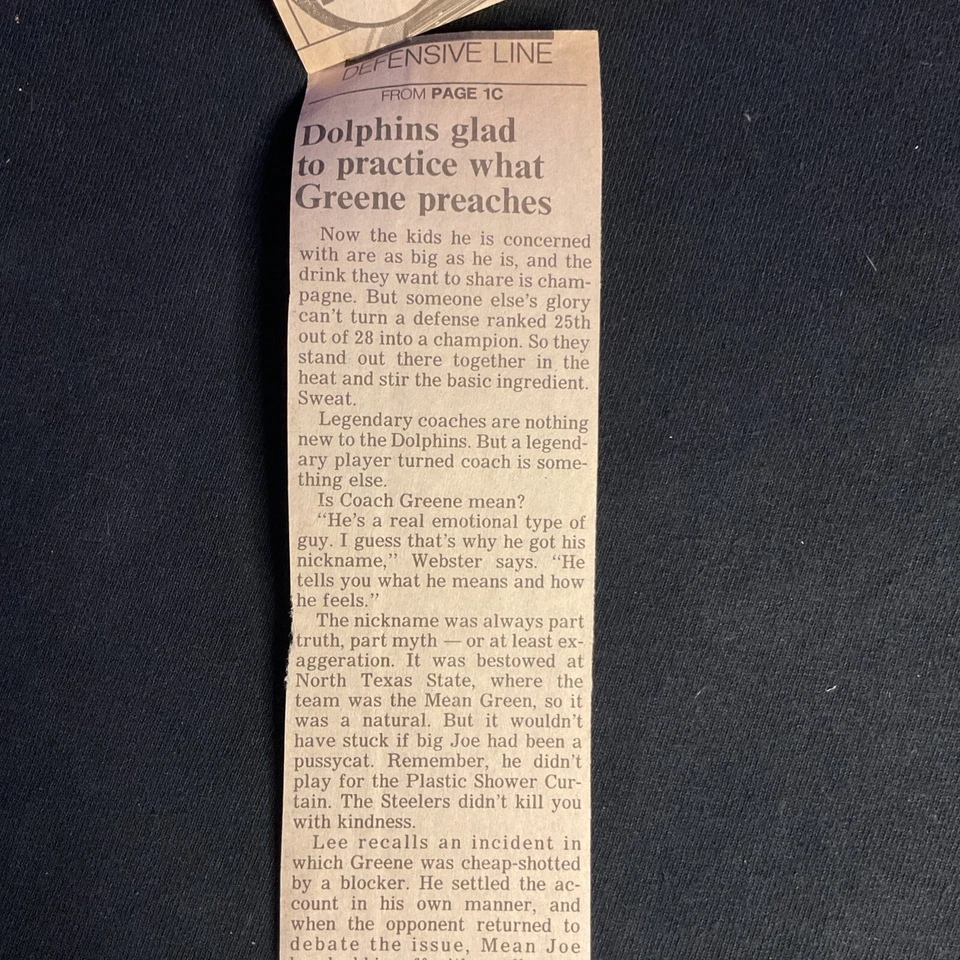 DEFENSIVE LINE
FROM PAGE 1C
Dolphins glad
to practice what
Greene preaches
Now the kids he is concerned
with are as big as he is, and the
drink they want to share is cham-
pagne. But someone else's glory
can't turn a defense ranked 25th
out of 28 into a champion. So they
stand out there together in the
heat and stir the basic ingredient.
Sweat.
Legendary coaches are nothing
new to the Dolphins. But a legend-
ary player turned coach is some-
thing else.
Is Coach Greene mean?
“He's a real emotional type of
guy. I guess that's why he got his
nickname,” Webster says. “He
tells you what he means and how
he feels.”
The nickname was always part
truth, part myth — or at least ex-
aggeration. It was bestowed at
North Texas State, where the
team was the Mean Green, so it
was a natural. But it wouldn't
have stuck if big Joe had been a
pussycat. Remember, he didn't
play for the Plastic Shower Cur-
tain. The Steelers didn't kill you
with kindness.
Lee recalls an incident in
which Greene was cheap-shotted
by a blocker. He settled the ac-
count in his own manner, and
when the opponent returned to
debate the issue, Mean Joe